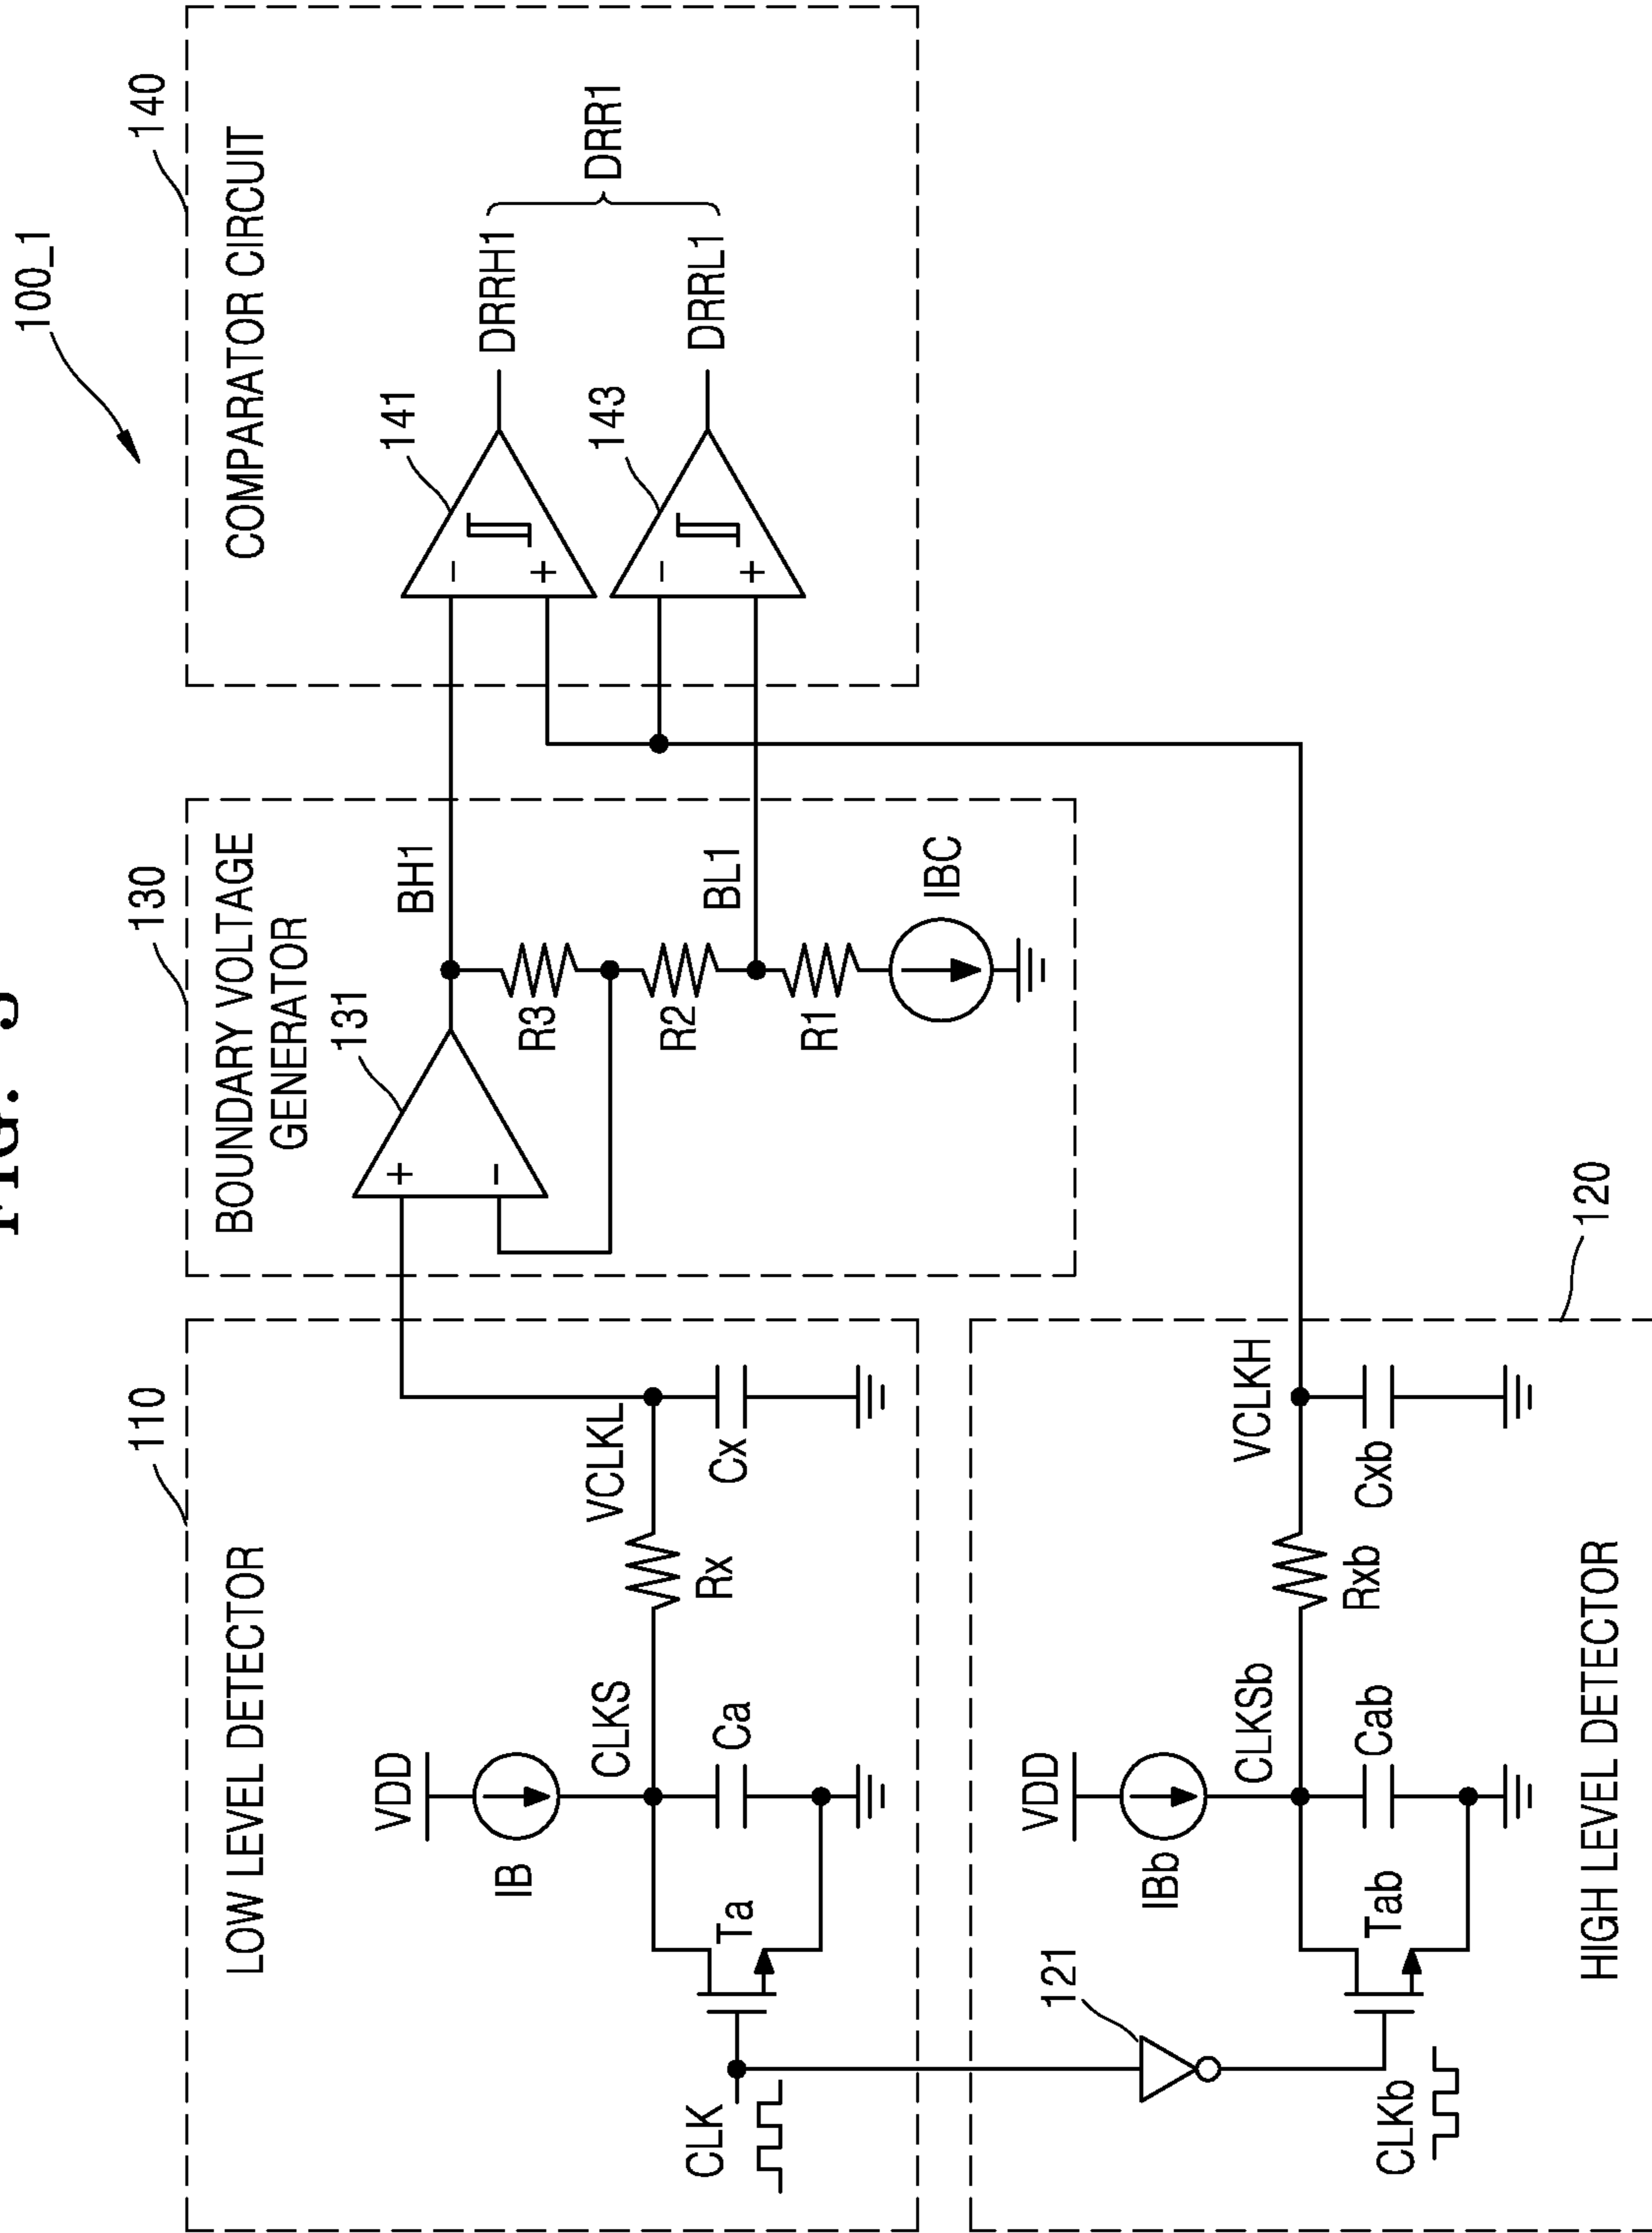 FIG.
100_1
110
LOW LEVEL DETECTOR
VDD
IB
CLKS
VCLKL
Rx
Ta
Ca
Cx
CLK
130
BOUNDARY VOLTAGE
GENERATOR
131
+
−
BH1
R3
R2
BL1
R1
IBC
140
COMPARATOR CIRCUIT
141
−
+
DRRH1
143
−
+
DRRL1
DRR1
121
VDD
IBb
CLKSb
VCLKH
Rxb
Tab
Cab
Cxb
CLKb
HIGH LEVEL DETECTOR
120